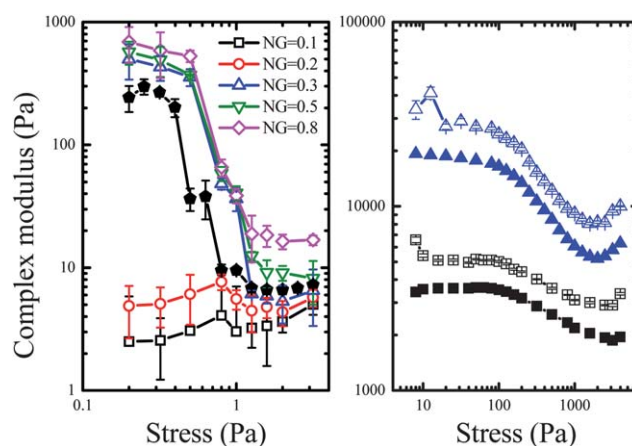 1000
100
10
1
0.1
1
Complex modulus (Pa)
Stress (Pa)
NG=0.1
NG=0.2
NG=0.3
NG=0.5
NG=0.8
100000
10000
1000
10
100
1000
Stress (Pa)